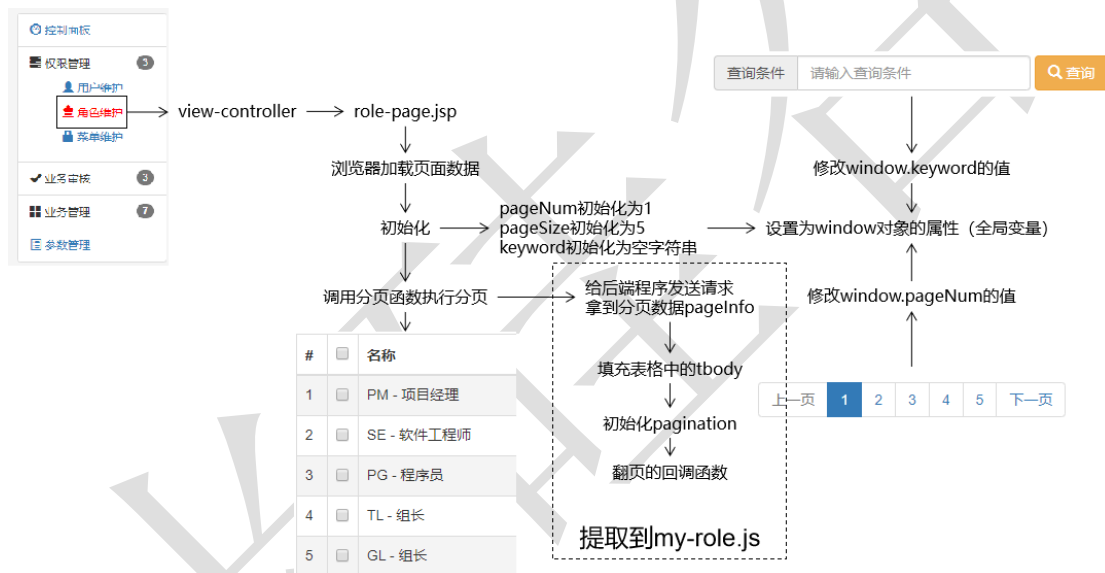 控制面板
权限管理 3
用户维护
角色维护
菜单维护
业务审核 3
业务管理 7
参数管理
view-controller
role-page.jsp
浏览器加载页面数据
初始化
pageNum初始化为1
pageSize初始化为5
keyword初始化为空字符串
调用分页函数执行分页
# 名称
1 PM - 项目经理
2 SE - 软件工程师
3 PG - 程序员
4 TL - 组长
5 GL - 组长
给后端程序发送请求
拿到分页数据pageInfo
填充表格中的tbody
初始化pagination
翻页的回调函数
提取到my-role.js
查询条件 请输入查询条件 查询
修改window.keyword的值
设置为window对象的属性（全局变量）
修改window.pageNum的值
上一页 1 2 3 4 5 下一页